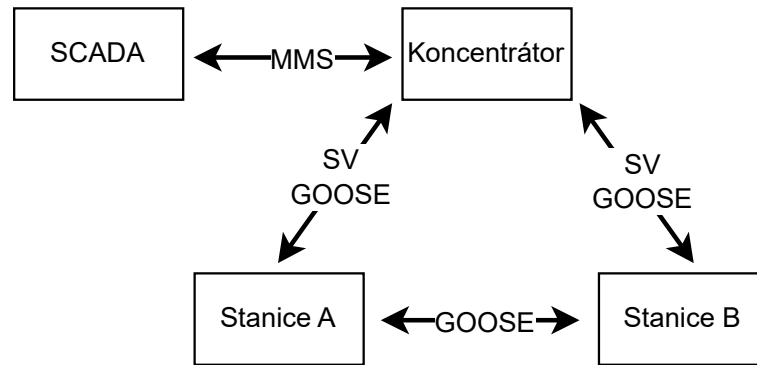 SCADA
MMS
Koncentrátor
SV
GOOSE
SV
GOOSE
Stanice A
GOOSE
Stanice B